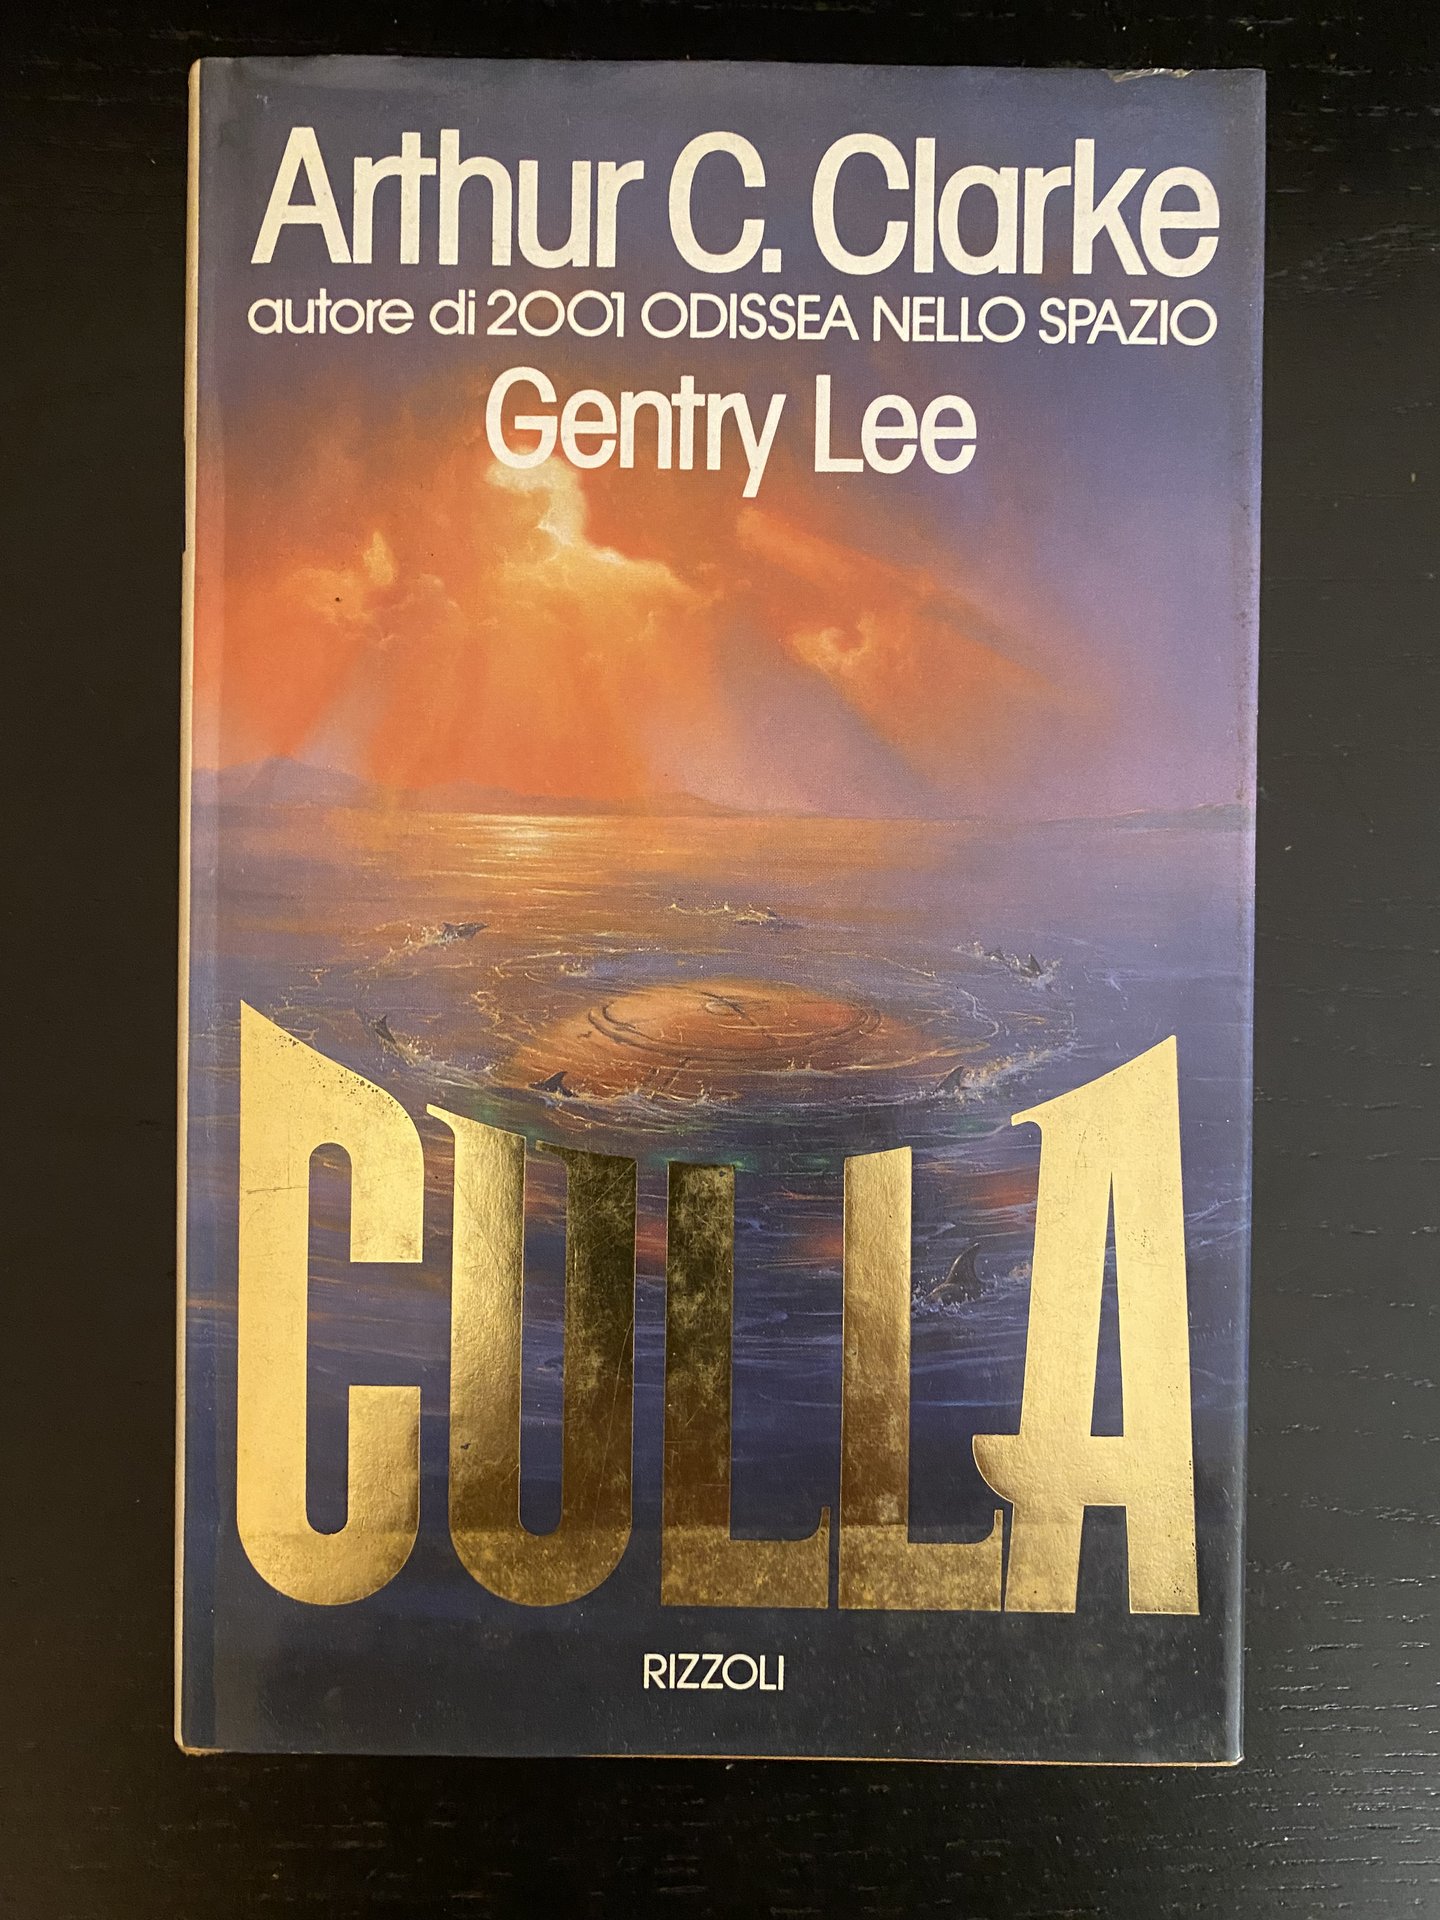 Arthur C. Clarke
autore di 2001 ODISSEA NELLO SPAZIO
Gentry Lee
CULLA
RIZZOLI